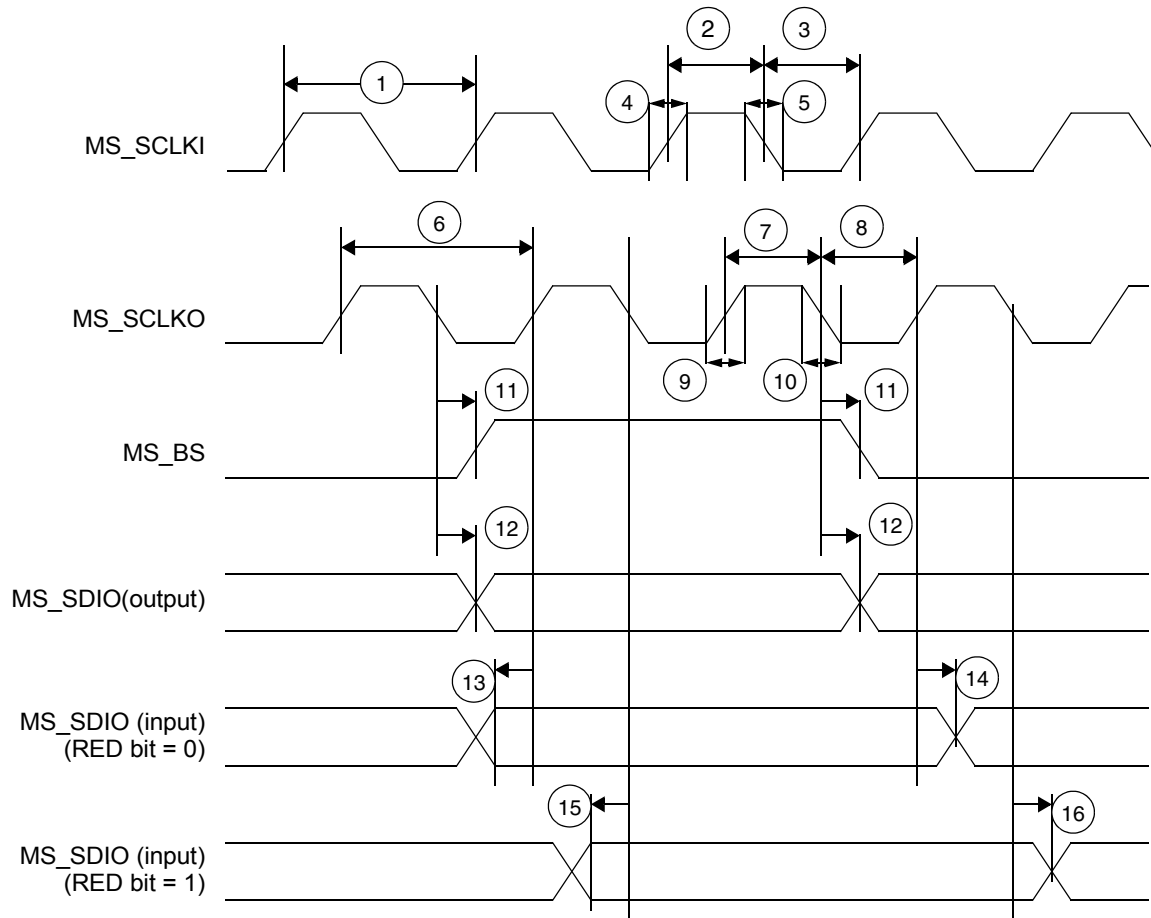 2
3
1
4
5
MS_SCLKI
6
7
8
MS_SCLKO
9
10
11
11
MS_BS
12
12
MS_SDIO(output)
13
14
MS_SDIO (input)
(RED bit = 0)
15
16
MS_SDIO (input)
(RED bit = 1)